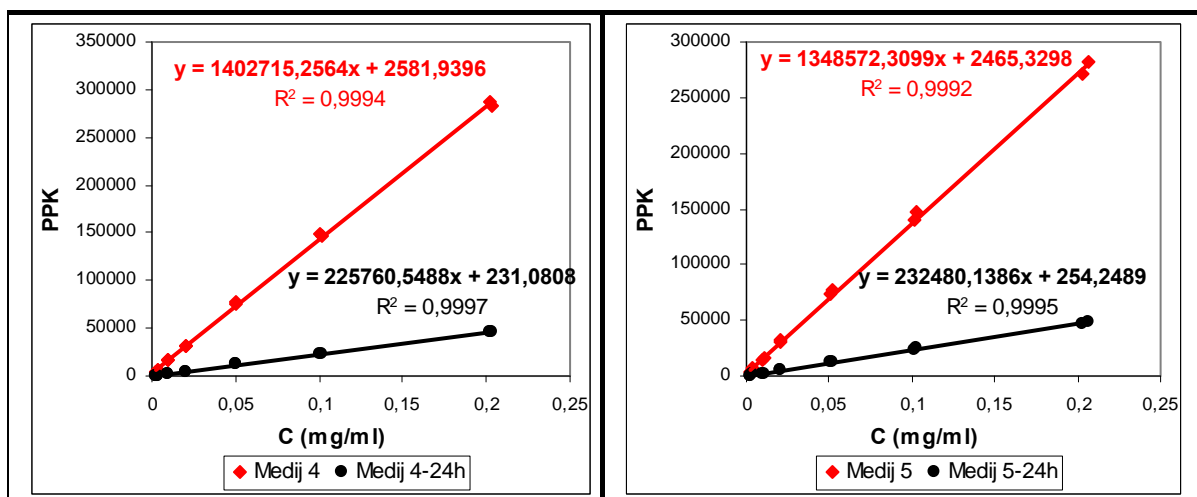 350000
300000
250000
200000
150000
100000
50000
0
PPK
y = 1402715,2564x + 2581,9396
R² = 0,9994
y = 225760,5488x + 231,0808
R² = 0,9997
0 0,05 0,1 0,15 0,2 0,25
C (mg/ml)
Medij 4 Medij 4-24h
300000
250000
200000
150000
100000
50000
0
PPK
y = 1348572,3099x + 2465,3298
R² = 0,9992
y = 232480,1386x + 254,2489
R² = 0,9995
0 0,05 0,1 0,15 0,2 0,25
C (mg/ml)
Medij 5 Medij 5-24h